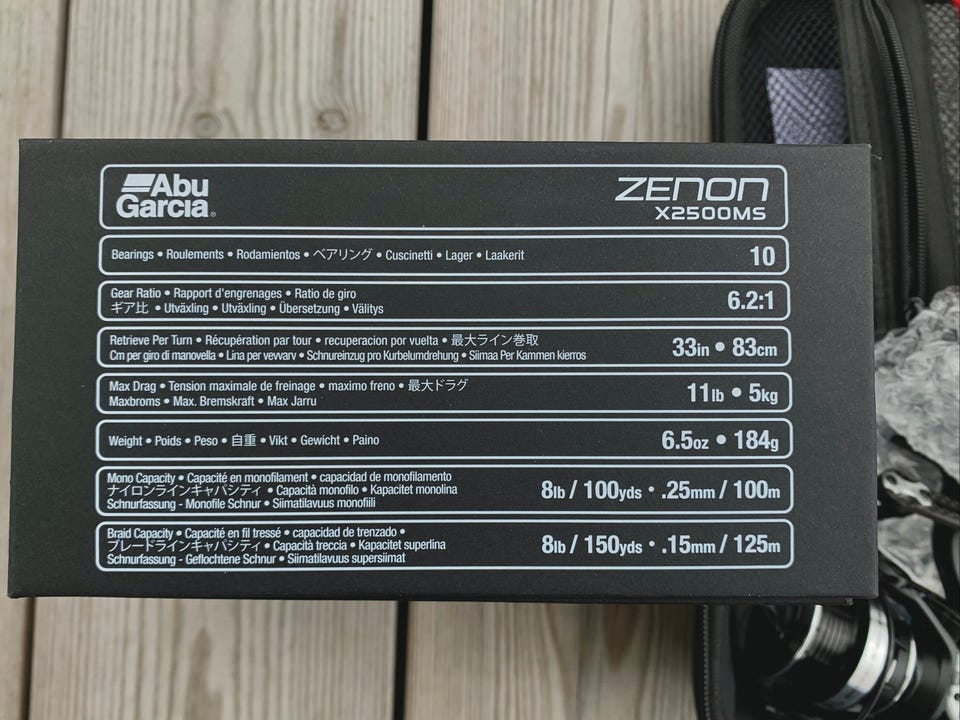 Abu
Garcia®
ZENON
X2500MS
Bearings • Roulements • Rodamientos • ベアリング • Cuscinetti • Lager • Laakerit
10
Gear Ratio • Rapport d'engrenages • Ratio de giro
ギア比 • Utväxling • Utväxling • Übersetzung • Välitys
6.2:1
Retrieve Per Turn • Récupération par tour • recuperacion por vuelta • 最大ライン巻取
Cm per giro di manovella • Lina per vevvarv • Schnureinzug pro Kurbelumdrehung • Siimaa Per Kammen kierros
33in • 83cm
Max Drag • Tension maximale de freinage • maximo freno • 最大ドラグ
Maxbroms • Max. Bremskraft • Max Jarru
11lb • 5kg
Weight • Poids • Peso • 自重 • Vikt • Gewicht • Paino
6.5oz • 184g
Mono Capacity • Capacité en monofilament • capacidad de monofilamento
ナイロンラインキャパシティ • Capacità monofilo • Kapacitet monolina
Schnurfassung - Monofile Schnur • Siimatilavuus monofiili
8lb / 100yds • .25mm / 100m
Braid Capacity • Capacité en fil tressé • capacidad de trenzado •
ブレードラインキャパシティ • Capacità treccia • Kapasitet superlina
Schnurfassung - Geflochtene Schnur • Siimatilavuus supersiimat
8lb / 150yds • .15mm / 125m